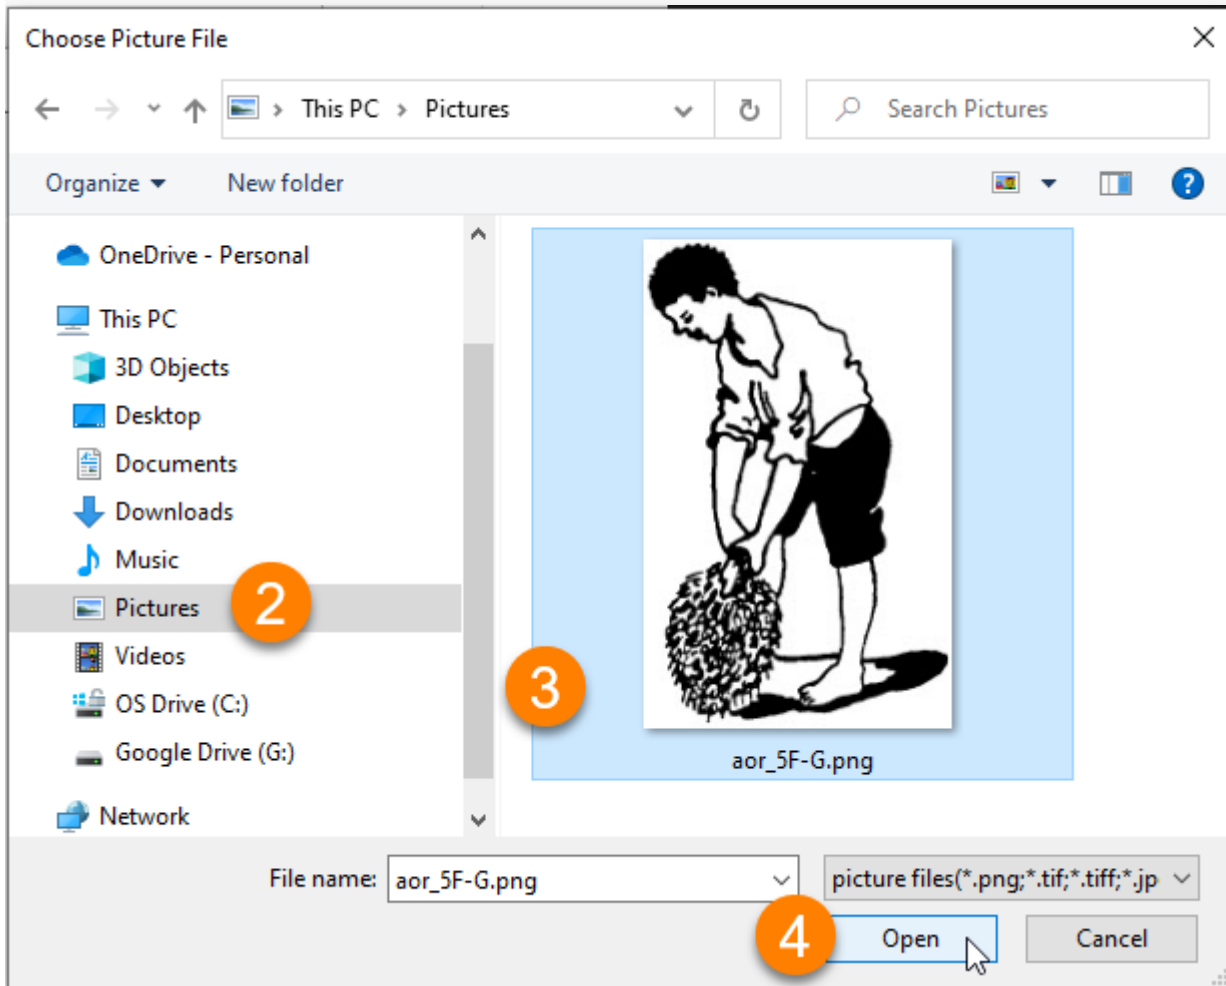 Choose Picture File
This PC > Pictures
Search Pictures
Organize
New folder
?
OneDrive - Personal
This PC
3D Objects
Desktop
Documents
Downloads
Music
Pictures
2
Videos
3
OS Drive (C:)
Google Drive (G:)
aor_5F-G.png
Network
File name:
aor_5F-G.png
picture files(*.png;*.tif;*.tiff;*.jp
4
Open
Cancel